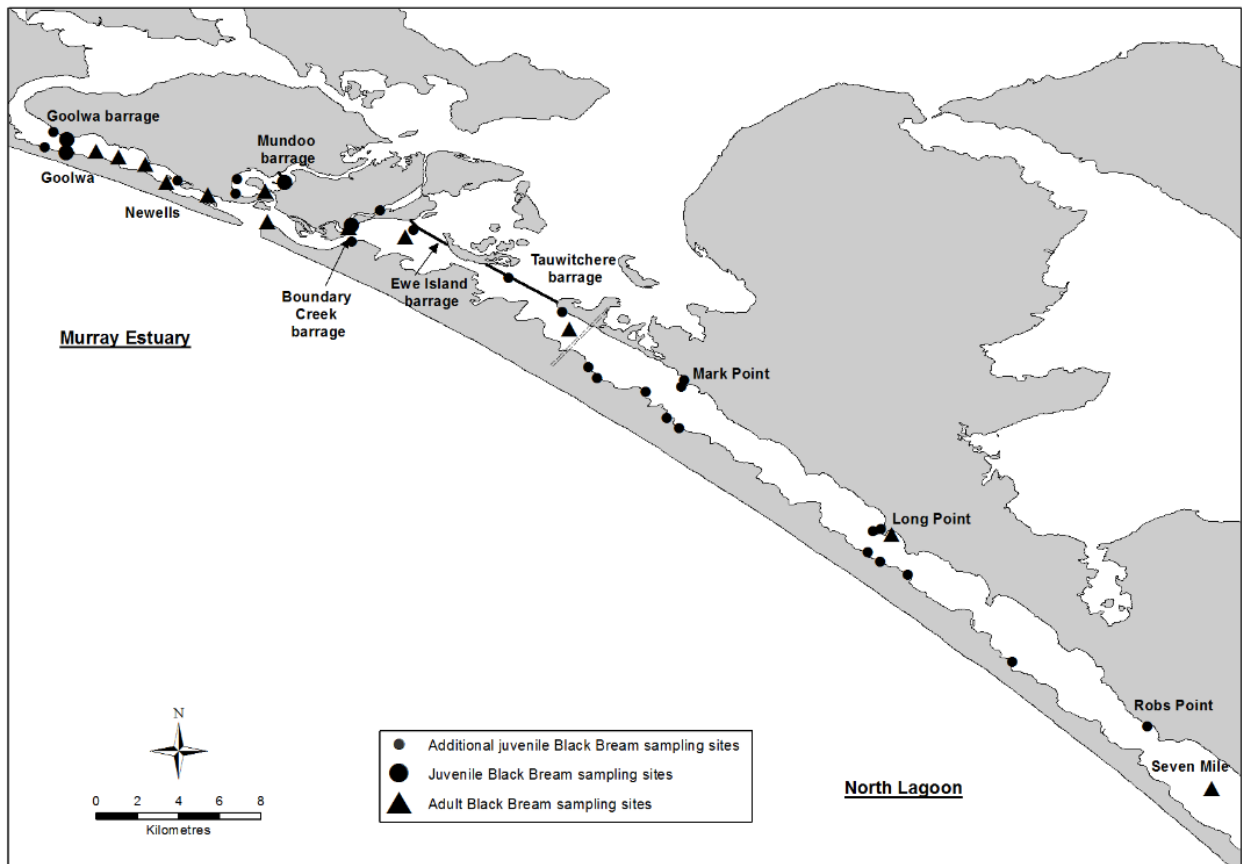 Goolwa barrage
Mundoo
barrage
Goolwa
Newells
Tauwitchere
barrage
Ewe Island
barrage
Boundary
Creek
barrage
Murray Estuary
Mark Point
Long Point
Robs Point
Seven Mile
North Lagoon
N
0 2 4 6 8
Kilometres
Additional juvenile Black Bream sampling sites
Juvenile Black Bream sampling sites
Adult Black Bream sampling sites